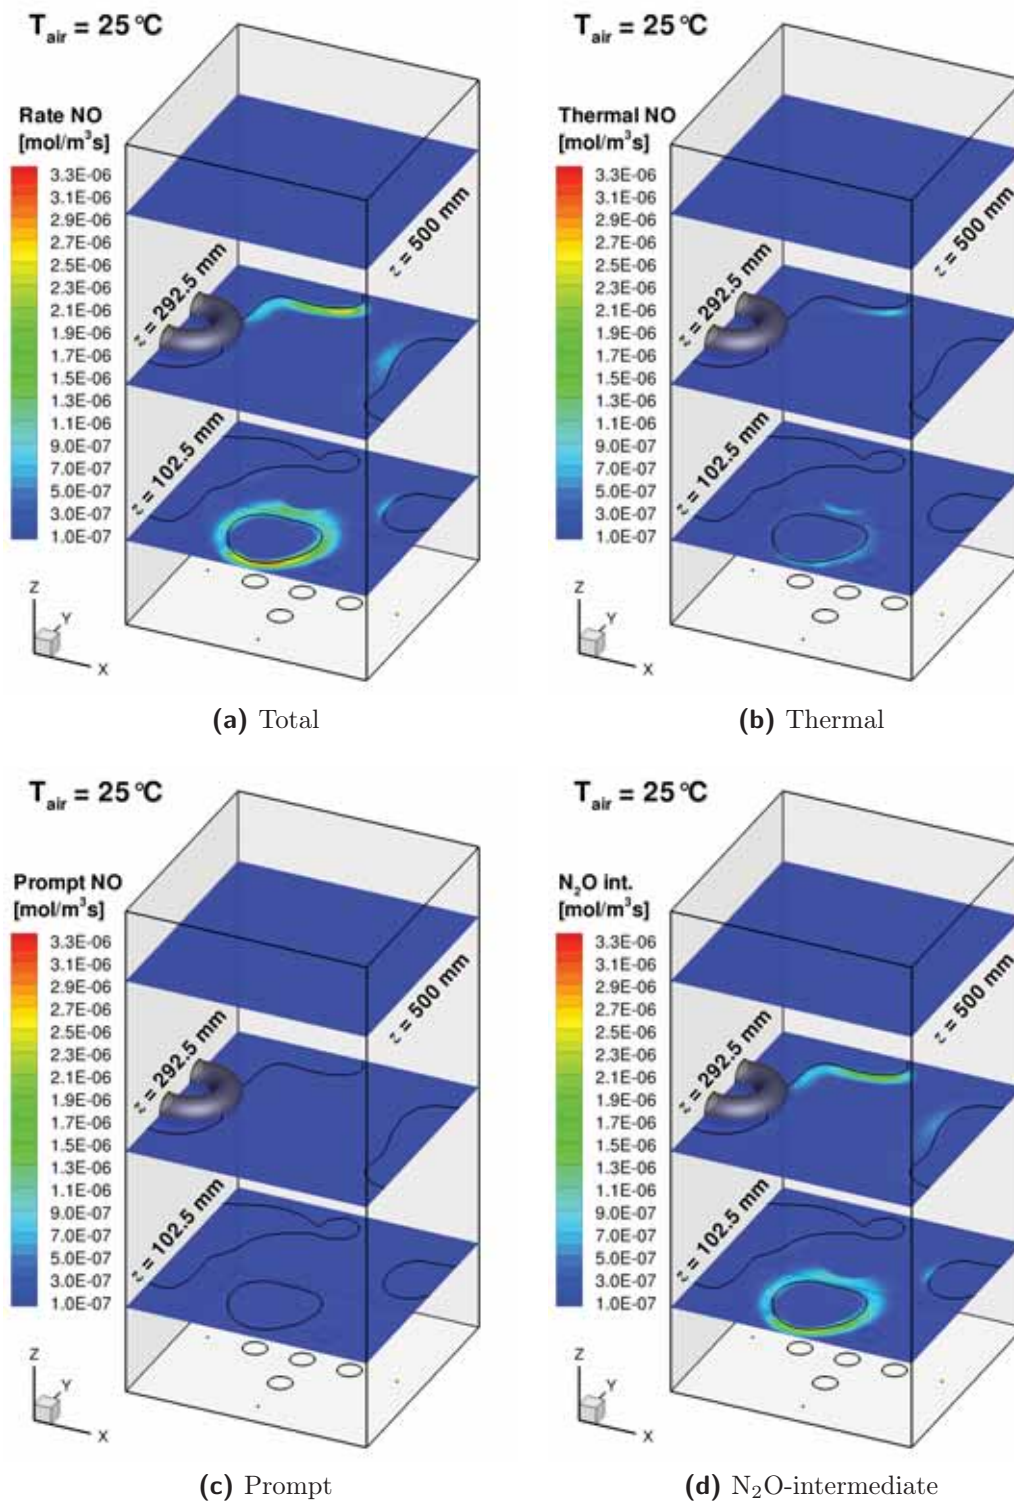 T_air = 25 °C
Rate NO
[mol/m³s]
3.3E-06
3.1E-06
2.9E-06
2.7E-06
2.5E-06
2.3E-06
2.1E-06
1.9E-06
1.7E-06
1.5E-06
1.3E-06
1.1E-06
9.0E-07
7.0E-07
5.0E-07
3.0E-07
1.0E-07
z = 500 mm
z = 292.5 mm
z = 102.5 mm
Z
Y
X
(a) Total
T_air = 25 °C
Thermal NO
[mol/m³s]
3.3E-06
3.1E-06
2.9E-06
2.7E-06
2.5E-06
2.3E-06
2.1E-06
1.9E-06
1.7E-06
1.5E-06
1.3E-06
1.1E-06
9.0E-07
7.0E-07
5.0E-07
3.0E-07
1.0E-07
z = 500 mm
z = 292.5 mm
z = 102.5 mm
Z
Y
X
(b) Thermal
T_air = 25 °C
Prompt NO
[mol/m³s]
3.3E-06
3.1E-06
2.9E-06
2.7E-06
2.5E-06
2.3E-06
2.1E-06
1.9E-06
1.7E-06
1.5E-06
1.3E-06
1.1E-06
9.0E-07
7.0E-07
5.0E-07
3.0E-07
1.0E-07
z = 500 mm
z = 292.5 mm
z = 102.5 mm
Z
Y
X
(c) Prompt
T_air = 25 °C
N₂O int.
[mol/m³s]
3.3E-06
3.1E-06
2.9E-06
2.7E-06
2.5E-06
2.3E-06
2.1E-06
1.9E-06
1.7E-06
1.5E-06
1.3E-06
1.1E-06
9.0E-07
7.0E-07
5.0E-07
3.0E-07
1.0E-07
z = 500 mm
z = 292.5 mm
z = 102.5 mm
Z
Y
X
(d) N₂O-intermediate